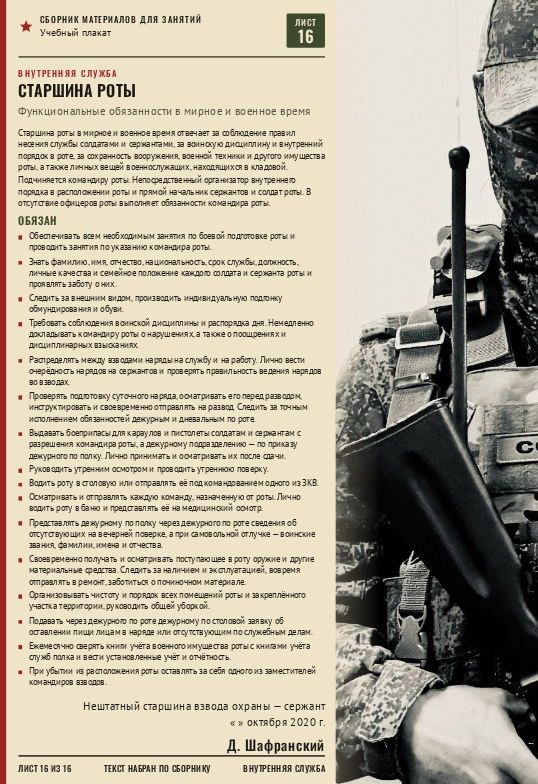 СБОРНИК МАТЕРИАЛОВ ДЛЯ ЗАНЯТИЙ
Учебный плакат
ЛИСТ
16
ВНУТРЕННЯЯ СЛУЖБА
СТАРШИНА РОТЫ
Функциональные обязанности в мирное и военное время
Старшина роты в мирное и военное время отвечает за соблюдение правил
несения службы солдатами и сержантами, за воинскую дисциплину и внутренний
порядок в роте, за сохранность вооружения, военной техники и другого имущества
роты, а также личных вещей военнослужащих, находящихся в кладовой.
Подчиняется командиру роты. Непосредственный организатор внутреннего
порядка в расположении роты и прямой начальник сержантов и солдат роты. В
отсутствие офицеров роты выполняет обязанности командира роты.
ОБЯЗАН
Обеспечивать всем необходимым занятия по боевой подготовке роты и
проводить занятия по указанию командира роты.
Знать фамилию, имя, отчество, национальность, срок службы, должность,
личные качества и семейное положение каждого солдата и сержанта роты и
проявлять заботу о них.
Следить за внешним видом, производить индивидуальную подгонку
обмундирования и обуви.
Требовать соблюдения воинской дисциплины и распорядка дня. Немедленно
докладывать командиру роты о нарушениях, а также о поощрениях и
дисциплинарных взысканиях.
Распределять между взводами наряды на службу и на работу. Лично вести
очерёдность нарядов на сержантов и проверять правильность ведения нарядов
во взводах.
Проверять подготовку суточного наряда, осматривать его перед разводом,
инструктировать и своевременно отправлять на развод. Следить за точным
исполнением обязанностей дежурным и дневальным по роте.
Выдавать боеприпасы для караулов и пистолеты солдатам и сержантам с
разрешения командира роты, а дежурному подразделению — по приказу
дежурного по полку. Лично принимать и осматривать их после сдачи.
Руководить утренним осмотром и проводить утреннюю поверку.
Водить роту в столовую или отправлять её под командованием одного из ЗКВ.
Осматривать и отправлять каждую команду, назначенную от роты. Лично
водить роту в баню и представлять её на медицинский осмотр.
Представлять дежурному по полку через дежурного по роте сведения об
отсутствующих на вечерней поверке, а при самовольной отлучке — воинские
звания, фамилии, имена и отчества.
Своевременно получать и осматривать поступающее в роту оружие и другие
материальные средства. Следить за наличием и эксплуатацией, вовремя
отправлять в ремонт, заботиться о починочном материале.
Организовывать чистоту и порядок всех помещений роты и закреплённого
участка территории, руководить общей уборкой.
Подавать через дежурного по роте дежурному по столовой заявку об
оставлении пищи лицам в наряде или отсутствующим по служебным делам.
Ежемесячно сверять книги учёта военного имущества роты с книгами учёта
служб полка и вести установленные учёт и отчётность.
При убытии из расположения роты оставлять за себя одного из заместителей
командиров взводов.
Нештатный старшина взвода охраны — сержант
« » октября 2020 г.
Д. Шафранский
ЛИСТ 16 ИЗ 16 ТЕКСТ НАБРАН ПО СБОРНИКУ ВНУТРЕННЯЯ СЛУЖБА